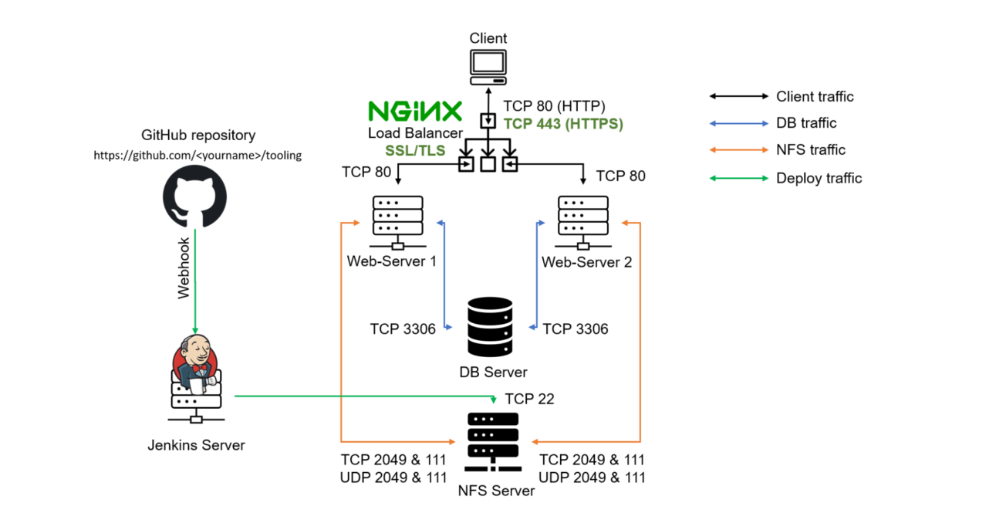 Client
NGINX
TCP 80 (HTTP)
TCP 443 (HTTPS)
Load Balancer
SSL/TLS
Client traffic
DB traffic
NFS traffic
Deploy traffic
GitHub repository
https://github.com/<yourname>/tooling
TCP 80
TCP 80
Webhook
Web-Server 1
Web-Server 2
TCP 3306
TCP 3306
DB Server
TCP 22
Jenkins Server
TCP 2049 & 111
UDP 2049 & 111
TCP 2049 & 111
UDP 2049 & 111
NFS Server